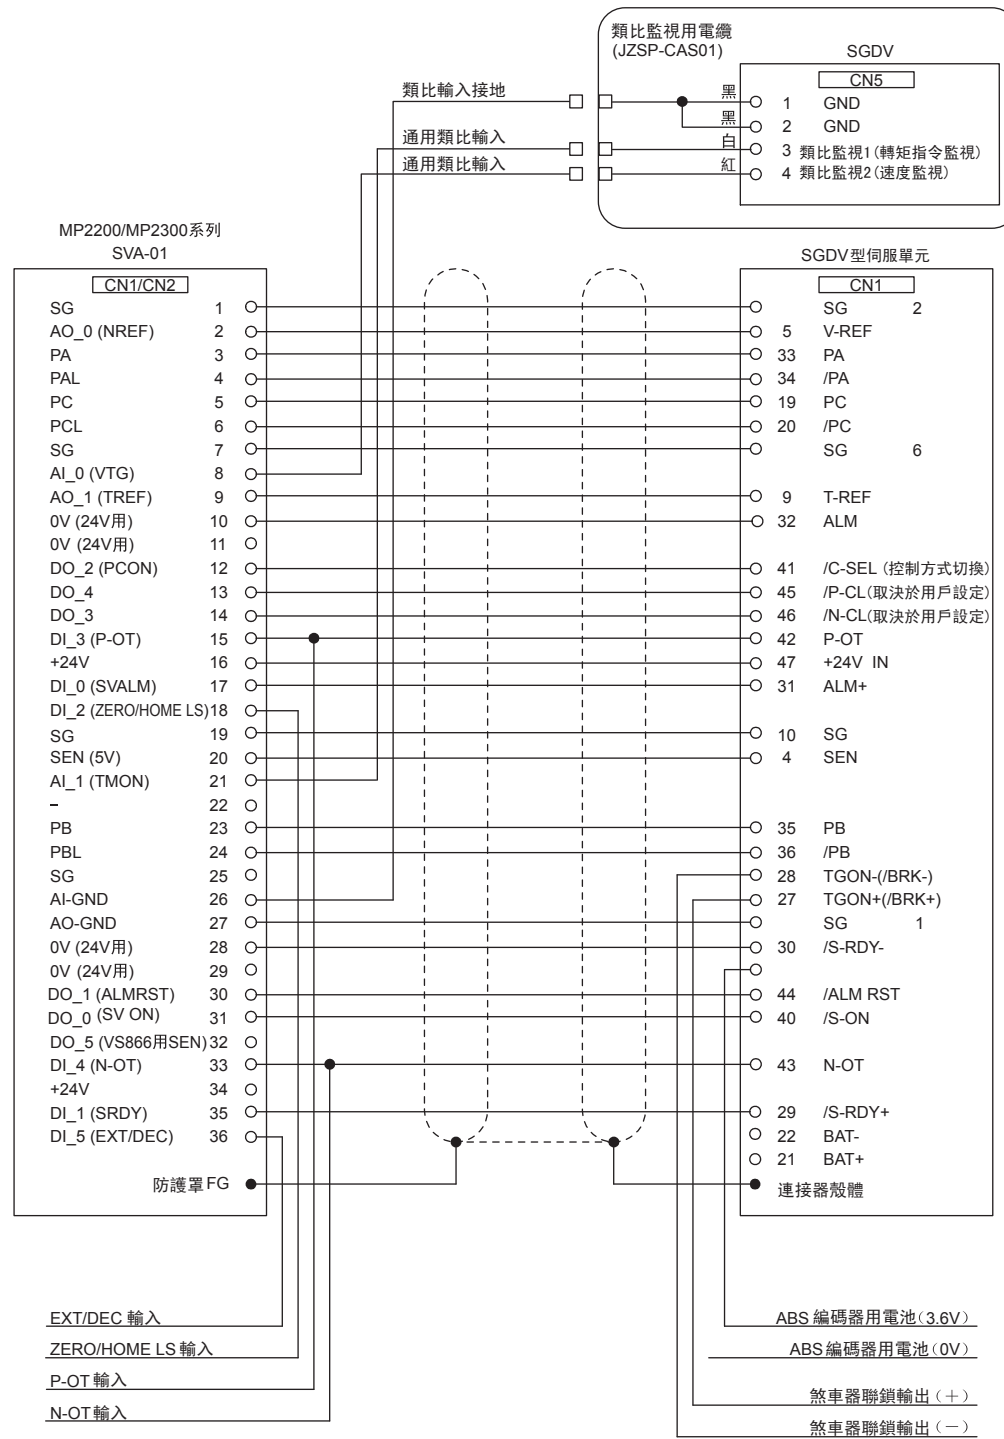 類比監視用電纜
(JZSP-CAS01)
SGDV
CN5
類比輸入接地
黑
1 GND
黑
2 GND
通用類比輸入
白
3 類比監視1(轉矩指令監視)
通用類比輸入
紅
4 類比監視2(速度監視)
MP2200/MP2300系列
SVA-01
CN1/CN2
SG 1
AO_0 (NREF) 2
PA 3
PAL 4
PC 5
PCL 6
SG 7
AI_0 (VTG) 8
AO_1 (TREF) 9
0V (24V用) 10
0V (24V用) 11
DO_2 (PCON) 12
DO_4 13
DO_3 14
DI_3 (P-OT) 15
+24V 16
DI_0 (SVALM) 17
DI_2 (ZERO/HOME LS) 18
SG 19
SEN (5V) 20
AI_1 (TMON) 21
– 22
PB 23
PBL 24
SG 25
AI-GND 26
AO-GND 27
0V (24V用) 28
0V (24V用) 29
DO_1 (ALMRST) 30
DO_0 (SV ON) 31
DO_5 (VS866用SEN) 32
DI_4 (N-OT) 33
+24V 34
DI_1 (SRDY) 35
DI_5 (EXT/DEC) 36
防護罩FG
SGDV型伺服單元
CN1
SG 2
5 V-REF
33 PA
34 /PA
19 PC
20 /PC
SG 6
9 T-REF
32 ALM
41 /C-SEL (控制方式切換)
45 /P-CL(取決於用戶設定)
46 /N-CL(取決於用戶設定)
42 P-OT
47 +24V IN
31 ALM+
10 SG
4 SEN
35 PB
36 /PB
28 TGON-(/BRK-)
27 TGON+(/BRK+)
SG 1
30 /S-RDY-
44 /ALM RST
40 /S-ON
43 N-OT
29 /S-RDY+
22 BAT-
21 BAT+
連接器殼體
EXT/DEC 輸入
ZERO/HOME LS 輸入
P-OT 輸入
N-OT 輸入
ABS 編碼器用電池(3.6V)
ABS 編碼器用電池(0V)
煞車器聯鎖輸出(+)
煞車器聯鎖輸出(−)